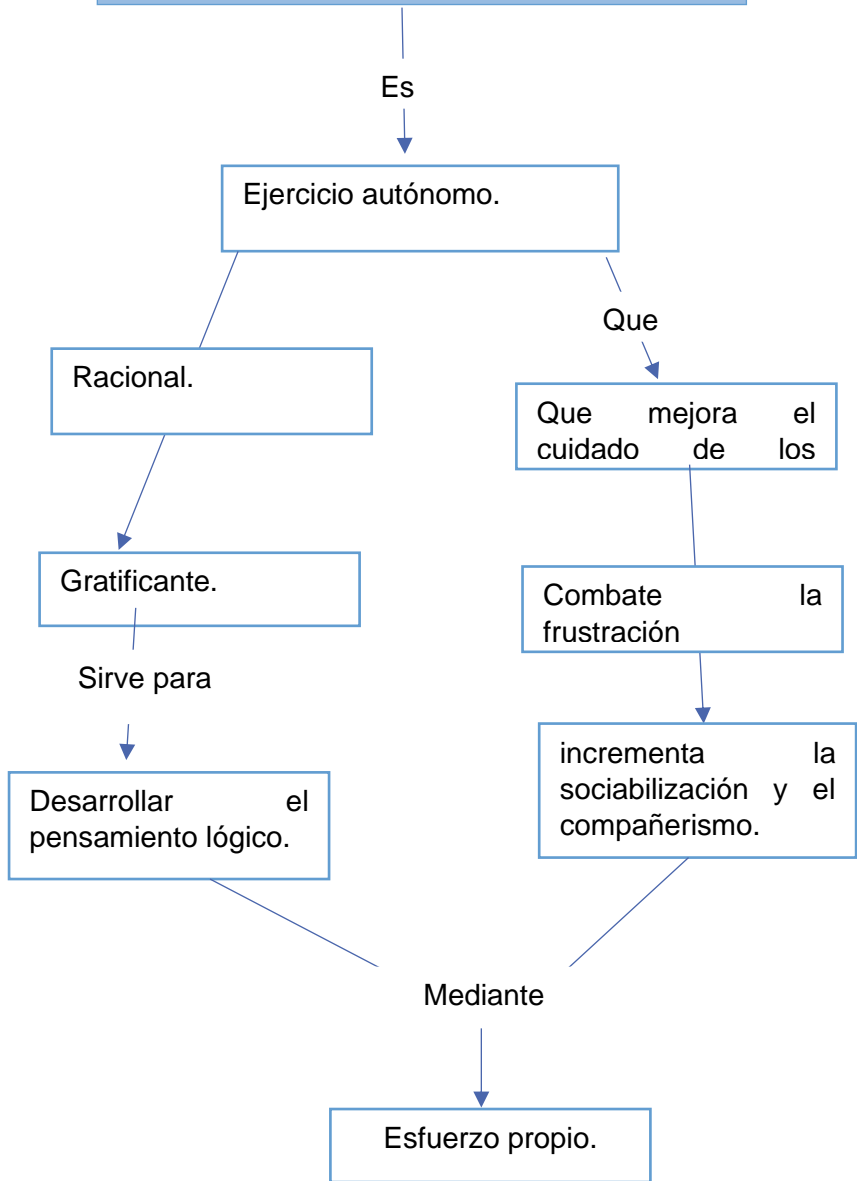 Es
Ejercicio autónomo.
Que
Racional.
Que mejora el
cuidado de los
Gratificante.
Combate la
frustración
Sirve para
incrementa la
sociabilización y el
compañerismo.
Desarrollar el
pensamiento lógico.
Mediante
Esfuerzo propio.